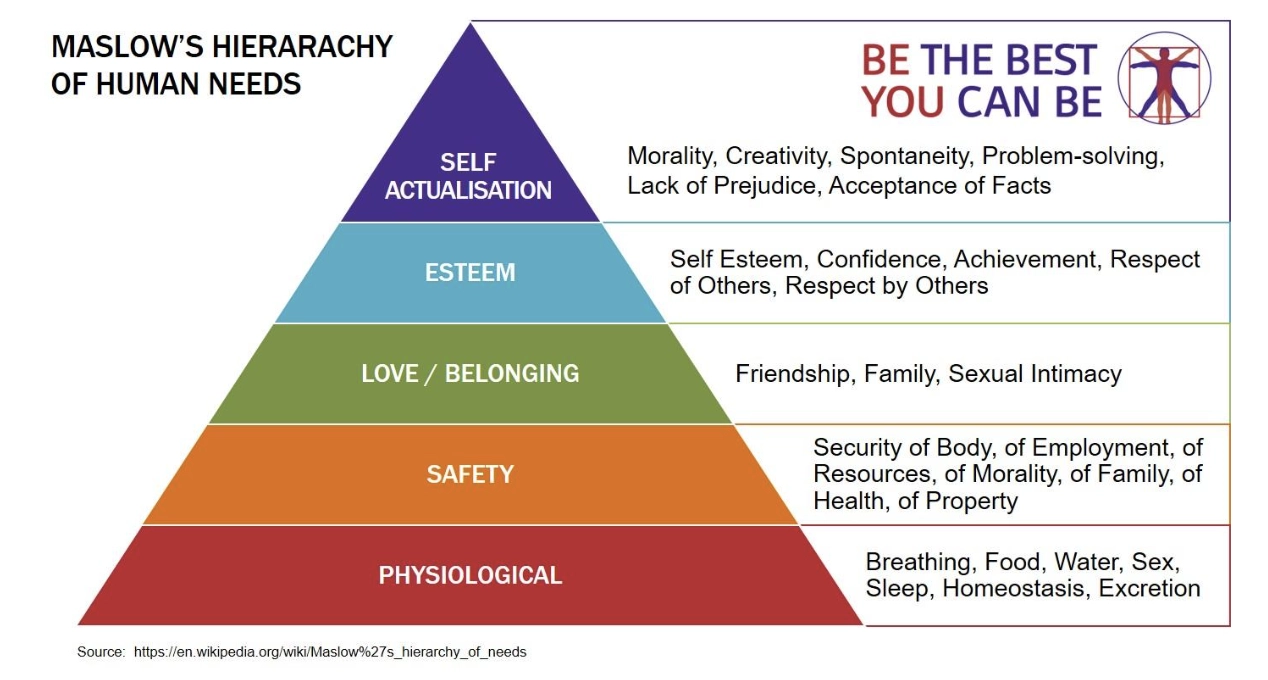 MASLOW'S HIERARACHY
OF HUMAN NEEDS
BE THE BEST
YOU CAN BE
SELF
ACTUALISATION
Morality, Creativity, Spontaneity, Problem-solving,
Lack of Prejudice, Acceptance of Facts
ESTEEM
Self Esteem, Confidence, Achievement, Respect
of Others, Respect by Others
LOVE / BELONGING
Friendship, Family, Sexual Intimacy
SAFETY
Security of Body, of Employment, of
Resources, of Morality, of Family, of
Health, of Property
PHYSIOLOGICAL
Breathing, Food, Water, Sex,
Sleep, Homeostasis, Excretion
Source: https://en.wikipedia.org/wiki/Maslow%27s_hierarchy_of_needs